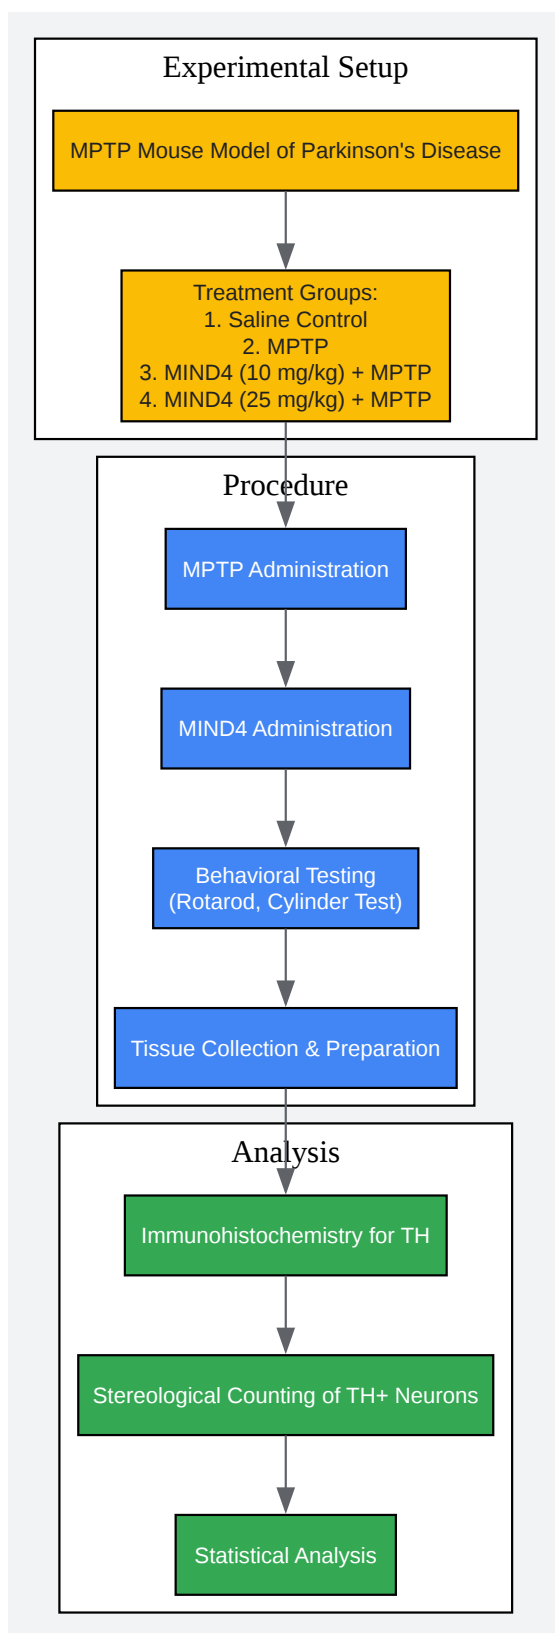 Experimental Setup
MPTP Mouse Model of Parkinson's Disease
Treatment Groups:
1. Saline Control
2. MPTP
3. MIND4 (10 mg/kg) + MPTP
4. MIND4 (25 mg/kg) + MPTP
Procedure
MPTP Administration
MIND4 Administration
Behavioral Testing
(Rotarod, Cylinder Test)
Tissue Collection & Preparation
Analysis
Immunohistochemistry for TH
Stereological Counting of TH+ Neurons
Statistical Analysis